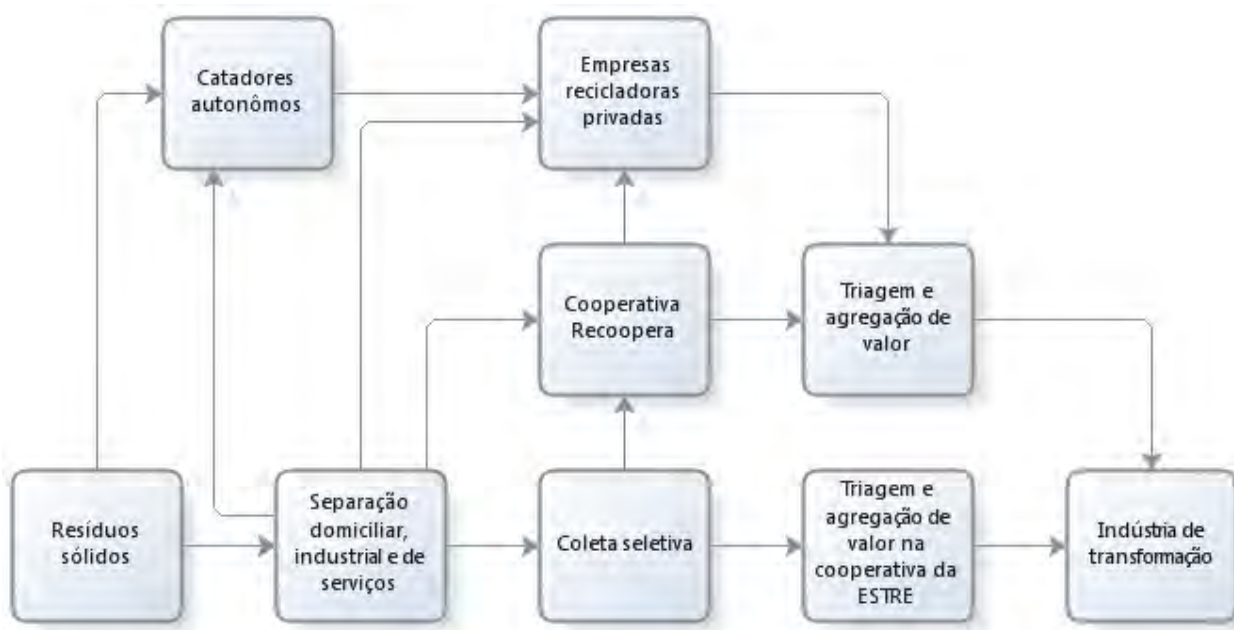 Catadores
autonômos
Empresas
recicladoras
privadas
Cooperativa
Recoopera
Triagem e
agregação de
valor
Resíduos
sólidos
Separação
domiciliar,
industrial e de
serviços
Coleta seletiva
Triagem e
agregação de
valor na
cooperativa da
ESTRE
Indústria de
transformação